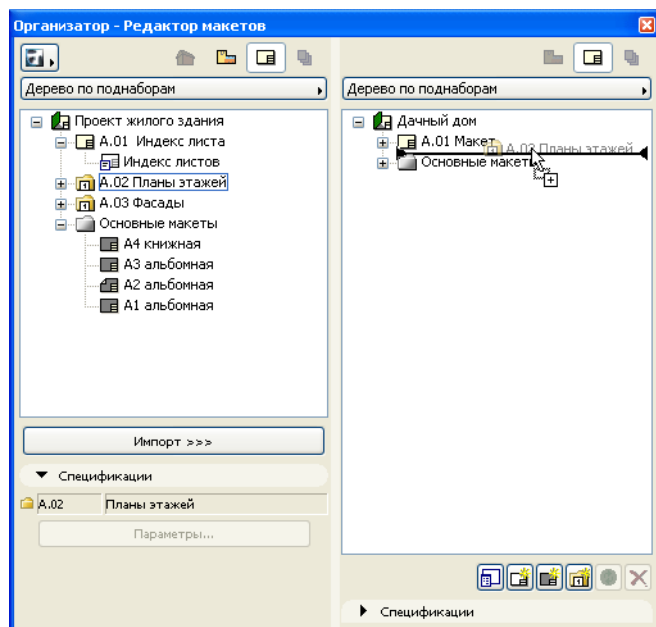 Организатор - Редактор макетов
Дерево по поднаборам
Проект жилого здания
А.01 Индекс листа
Индекс листов
А.02 Планы этажей
А.03 Фасады
Основные макеты
А4 книжная
А3 альбомная
А2 альбомная
А1 альбомная
Импорт >>>
Спецификации
А.02 Планы этажей
Параметры...
Дерево по поднаборам
Дачный дом
А.01 Макет
А.02 Планы этажей
Основные макеты
Спецификации